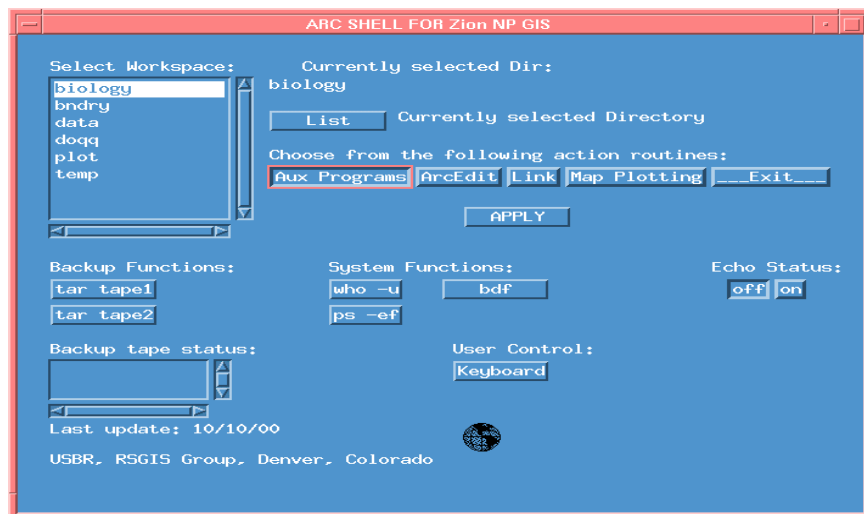 ARC SHELL FOR Zion NP GIS
Select Workspace:
biology
bndry
data
doqq
plot
temp
Currently selected Dir:
biology
List Currently selected Directory
Choose from the following action routines:
Aux Programs ArcEdit Link Map Plotting ___Exit___
APPLY
Backup Functions:
tar tape1
tar tape2
System Functions:
who -u bdf
ps -ef
Echo Status:
off on
Backup tape status:
User Control:
Keyboard
Last update: 10/10/00
USBR, RSGIS Group, Denver, Colorado